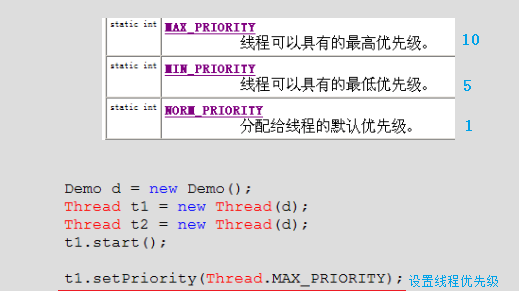 static int MAX_PRIORITY
线程可以具有的最高优先级。 10
static int MIN_PRIORITY
线程可以具有的最低优先级。 5
static int NORM_PRIORITY
分配给线程的默认优先级。 1
Demo d = new Demo();
Thread t1 = new Thread(d);
Thread t2 = new Thread(d);
t1.start();
t1.setPriority(Thread.MAX_PRIORITY); 设置线程优先级